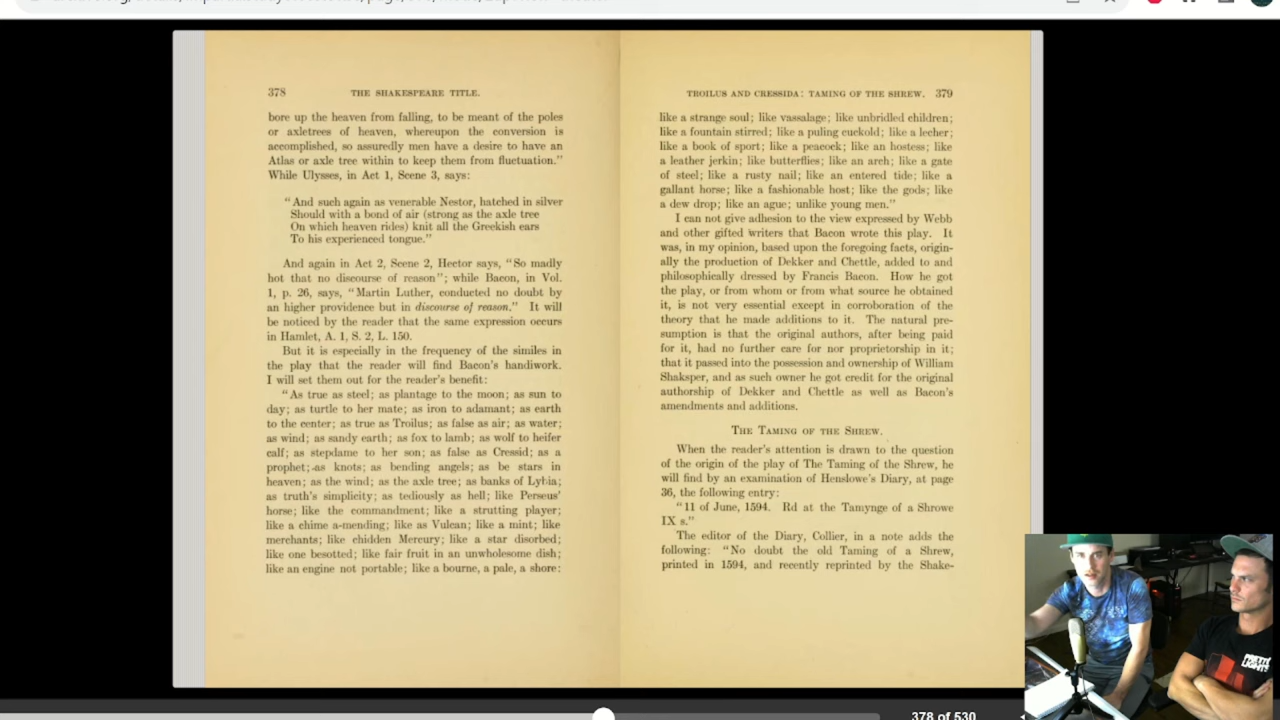 378 THE SHAKESPEARE TITLE.
bore up the heaven from falling, to be meant of the poles
or axletrees of heaven, whereupon the conversion is
accomplished, so assuredly men have a desire to have an
Atlas or axle tree within to keep them from fluctuation."
While Ulysses, in Act 1, Scene 3, says:
"And such again as venerable Nestor, hatched in silver
Should with a bond of air (strong as the axle tree
On which heaven rides) knit all the Greekish ears
To his experienced tongue."
And again in Act 2, Scene 2, Hector says, "So madly
hot that no discourse of reason"; while Bacon, in Vol.
1, p. 26, says, "Martin Luther, conducted no doubt by
an higher providence but in discourse of reason." It will
be noticed by the reader that the same expression occurs
in Hamlet, A. 1, S. 2, L. 150.
But it is especially in the frequency of the similes in
the play that the reader will find Bacon's handiwork.
I will set them out for the reader's benefit:
"As true as steel; as plantage to the moon; as sun to
day; as turtle to her mate; as iron to adamant; as earth
to the center; as true as Troilus; as false as air; as water;
as wind; as sandy earth; as fox to lamb; as wolf to heifer
calf; as stepdame to her son; as false as Cressid; as a
prophet; as knots; as bending angels; as be stars in
heaven; as the wind; as the axle tree; as banks of Lybia;
as truth's simplicity; as tediously as hell; like Perseus'
horse; like the commandment; like a strutting player;
like a chime a-mending; like as Vulcan; like a mint; like
merchants; like chidden Mercury; like a star disorbed;
like one besotted; like fair fruit in an unwholesome dish;
like an engine not portable; like a bourne, a pale, a shore;
TROILUS AND CRESSIDA: TAMING OF THE SHREW. 379
like a strange soul; like vassalage; like unbridled children;
like a fountain stirred; like a puling cuckold; like a lecher;
like a book of sport; like a peacock; like an hostess; like
a leather jerkin; like butterflies; like an arch; like a gate
of steel; like a rusty nail; like an entered tide; like a
gallant horse; like a fashionable host; like the gods; like
a dew drop; like an ague; unlike young men."
I can not give adhesion to the view expressed by Webb
and other gifted writers that Bacon wrote this play. It
was, in my opinion, based upon the foregoing facts, origin-
ally the production of Dekker and Chettle, added to and
philosophically dressed by Francis Bacon. How he got
the play, or from whom or from what source he obtained
it, is not very essential except in corroboration of the
theory that he made additions to it. The natural pre-
sumption is that the original authors, after being paid
for it, had no further care for nor proprietorship in it;
that it passed into the possession and ownership of William
Shaksper, and as such owner he got credit for the original
authorship of Dekker and Chettle as well as Bacon's
amendments and additions.
THE TAMING OF THE SHREW.
When the reader's attention is drawn to the question
of the origin of the play of The Taming of the Shrew, he
will find by an examination of Henslowe's Diary, at page
36, the following entry:
"11 of June, 1594. Rd at the Tamynge of a Shrowe
IX s."
The editor of the Diary, Collier, in a note adds the
following: "No doubt the old Taming of a Shrew,
printed in 1594, and recently reprinted by the Shake-
PRETTY
LIGHTS
378 of 530